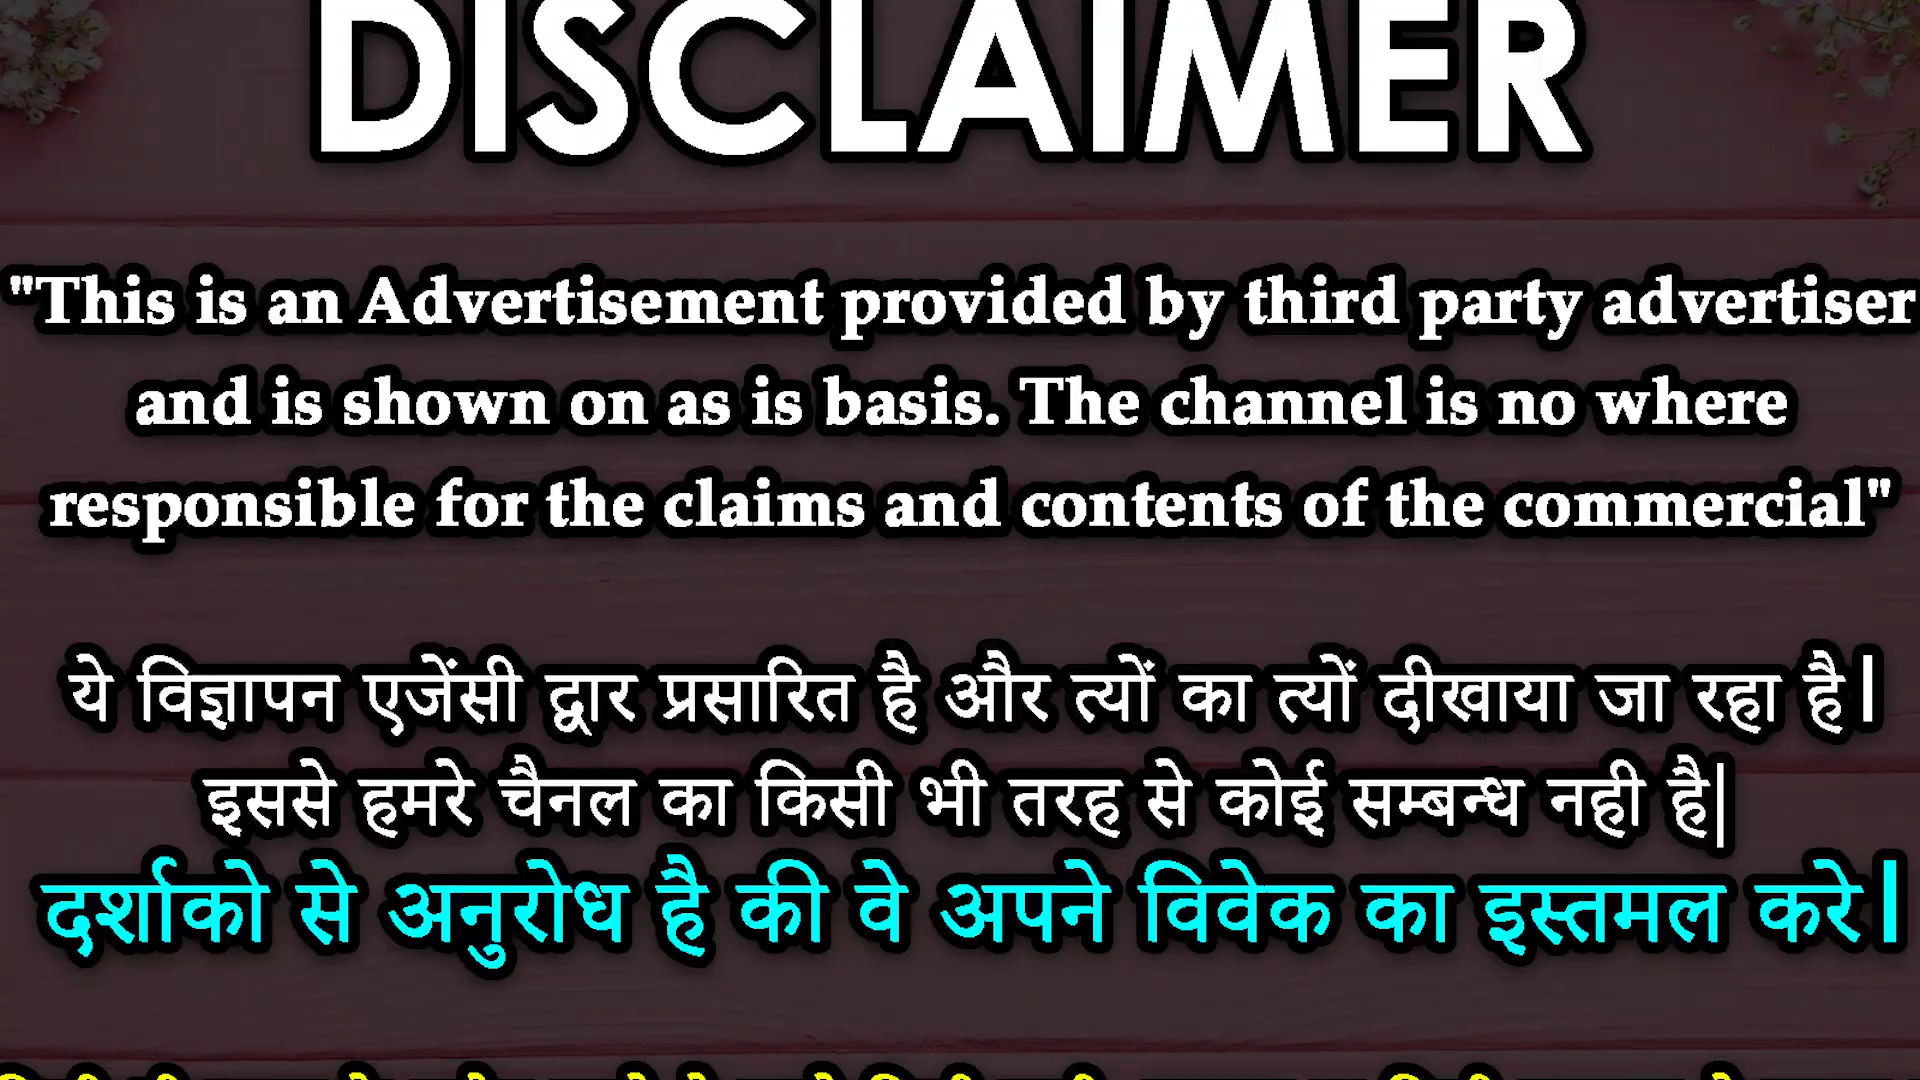 DISCLAIMER
"This is an Advertisement provided by third party advertiser
and is shown on as is basis. The channel is no where
responsible for the claims and contents of the commercial"
ये विज्ञापन एजेंसी द्वार प्रसारित है और त्यों का त्यों दीखाया जा रहा है।
इससे हमरे चैनल का किसी भी तरह से कोई सम्बन्ध नही है|
दर्शाको से अनुरोध है की वे अपने विवेक का इस्तमल करे।